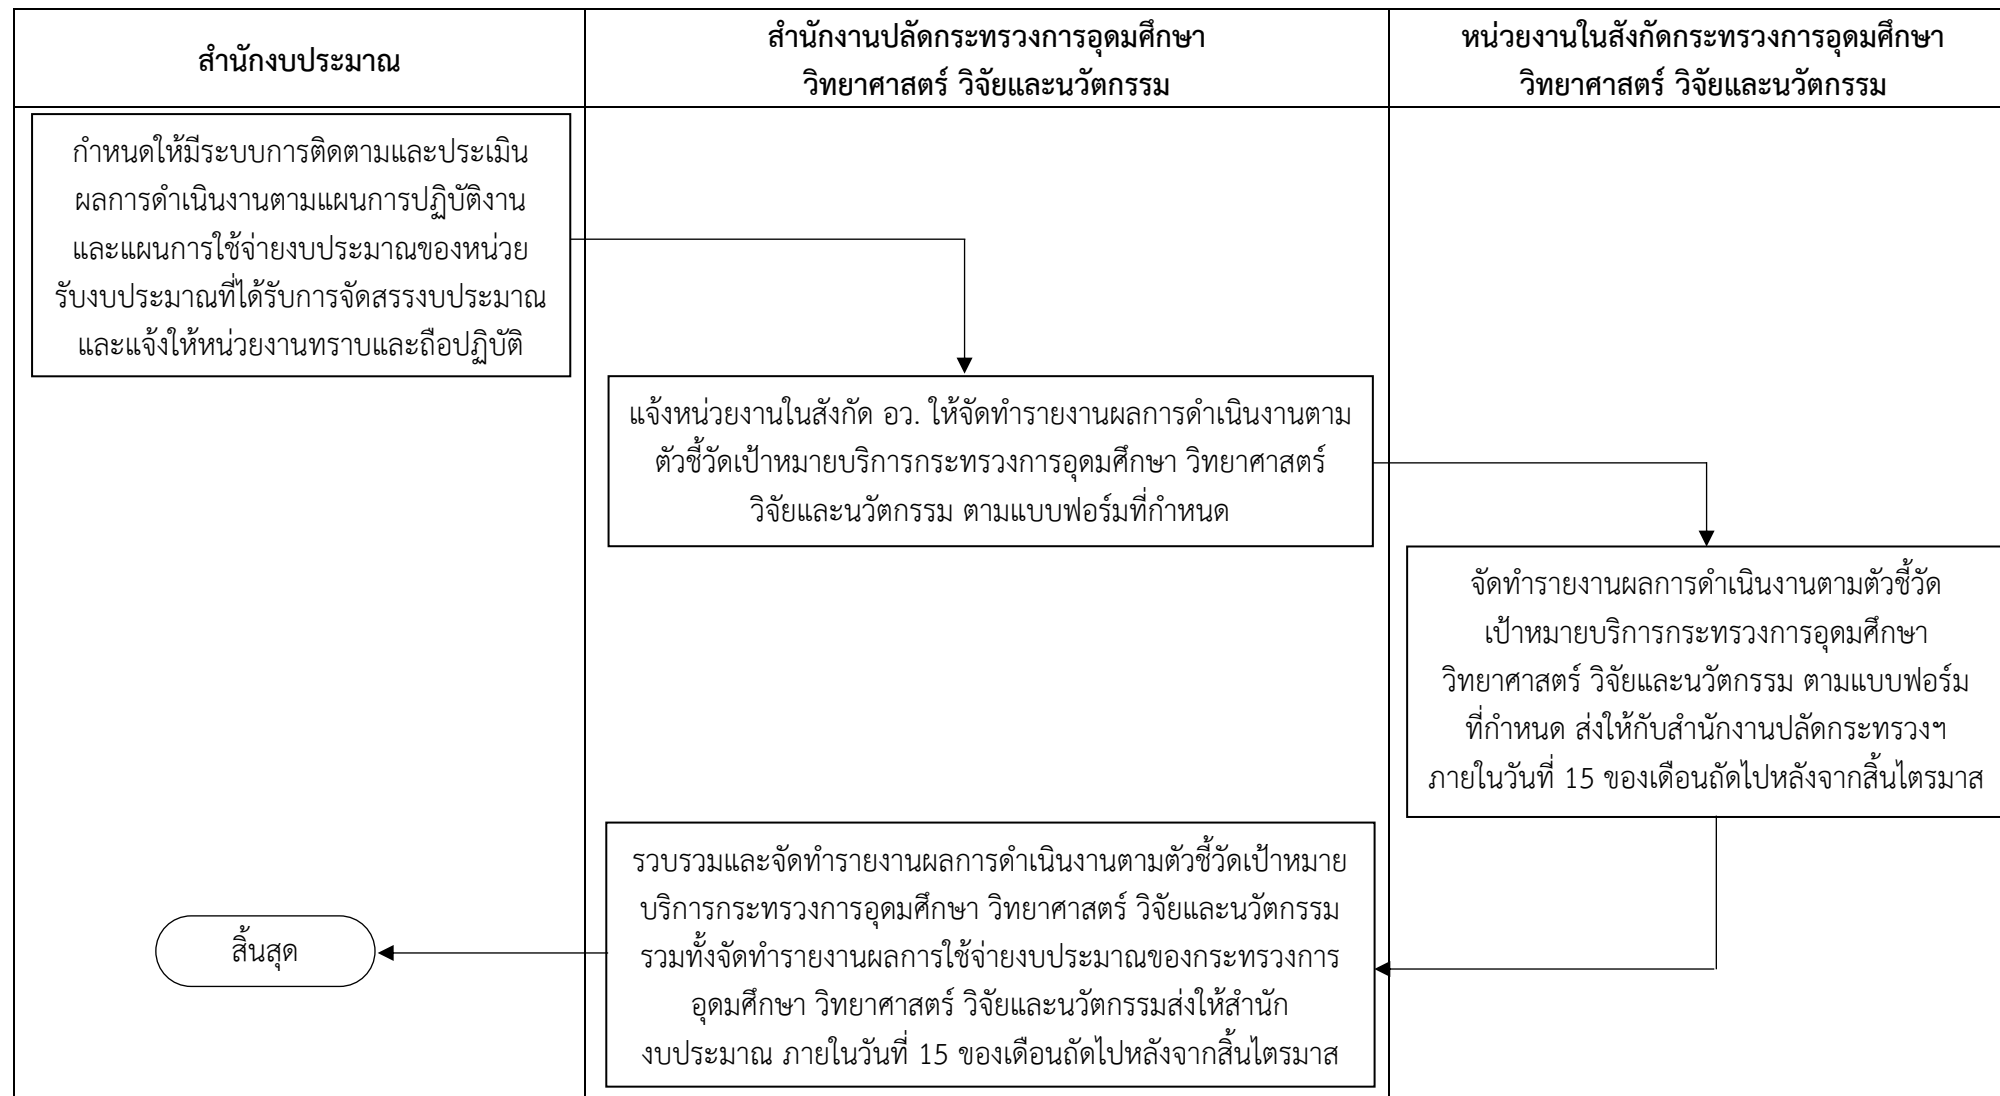 สำนักงบประมาณ
สำนักงานปลัดกระทรวงการอุดมศึกษา
วิทยาศาสตร์ วิจัยและนวัตกรรม
หน่วยงานในสังกัดกระทรวงการอุดมศึกษา
วิทยาศาสตร์ วิจัยและนวัตกรรม
กำหนดให้มีระบบการติดตามและประเมิน
ผลการดำเนินงานตามแผนการปฏิบัติงาน
และแผนการใช้จ่ายงบประมาณของหน่วย
รับงบประมาณที่ได้รับการจัดสรรงบประมาณ
และแจ้งให้หน่วยงานทราบและถือปฏิบัติ
แจ้งหน่วยงานในสังกัด อว. ให้จัดทำรายงานผลการดำเนินงานตาม
ตัวชี้วัดเป้าหมายบริการกระทรวงการอุดมศึกษา วิทยาศาสตร์
วิจัยและนวัตกรรม ตามแบบฟอร์มที่กำหนด
จัดทำรายงานผลการดำเนินงานตามตัวชี้วัด
เป้าหมายบริการกระทรวงการอุดมศึกษา
วิทยาศาสตร์ วิจัยและนวัตกรรม ตามแบบฟอร์ม
ที่กำหนด ส่งให้กับสำนักงานปลัดกระทรวงฯ
ภายในวันที่ 15 ของเดือนถัดไปหลังจากสิ้นไตรมาส
รวบรวมและจัดทำรายงานผลการดำเนินงานตามตัวชี้วัดเป้าหมาย
บริการกระทรวงการอุดมศึกษา วิทยาศาสตร์ วิจัยและนวัตกรรม
รวมทั้งจัดทำรายงานผลการใช้จ่ายงบประมาณของกระทรวงการ
อุดมศึกษา วิทยาศาสตร์ วิจัยและนวัตกรรมส่งให้สำนัก
งบประมาณ ภายในวันที่ 15 ของเดือนถัดไปหลังจากสิ้นไตรมาส
สิ้นสุด